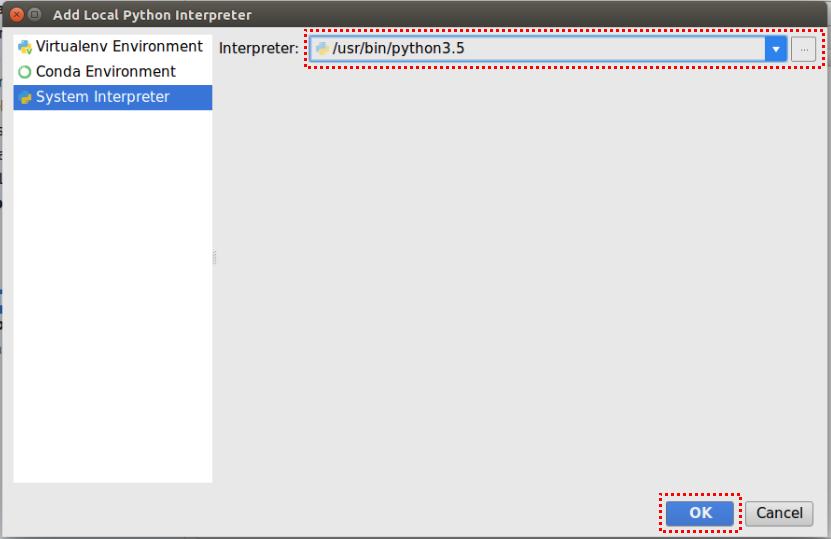 Add Local Python Interpreter
Virtualenv Environment
Conda Environment
System Interpreter
Interpreter: /usr/bin/python3.5
...
OK
Cancel